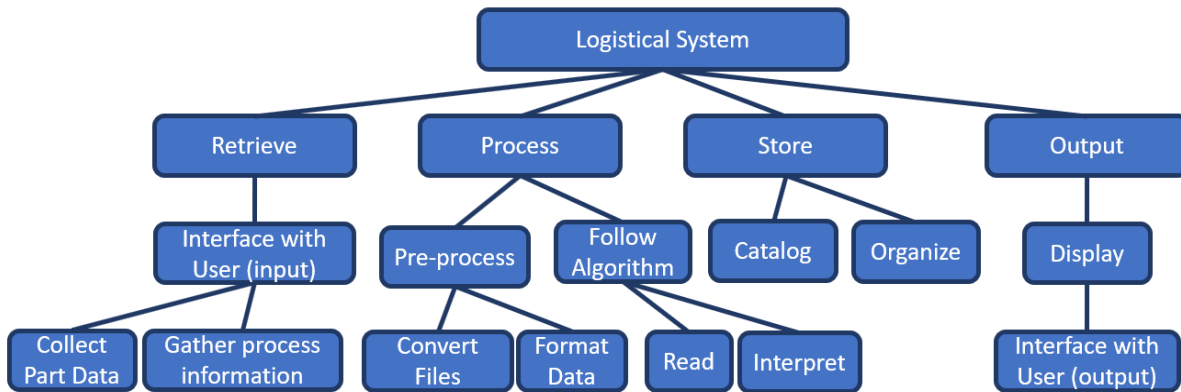 Logistical System
Retrieve
Process
Store
Output
Interface with
User (input)
Pre-process
Follow
Algorithm
Catalog
Organize
Display
Collect
Part Data
Gather process
information
Convert
Files
Format
Data
Read
Interpret
Interface with
User (output)